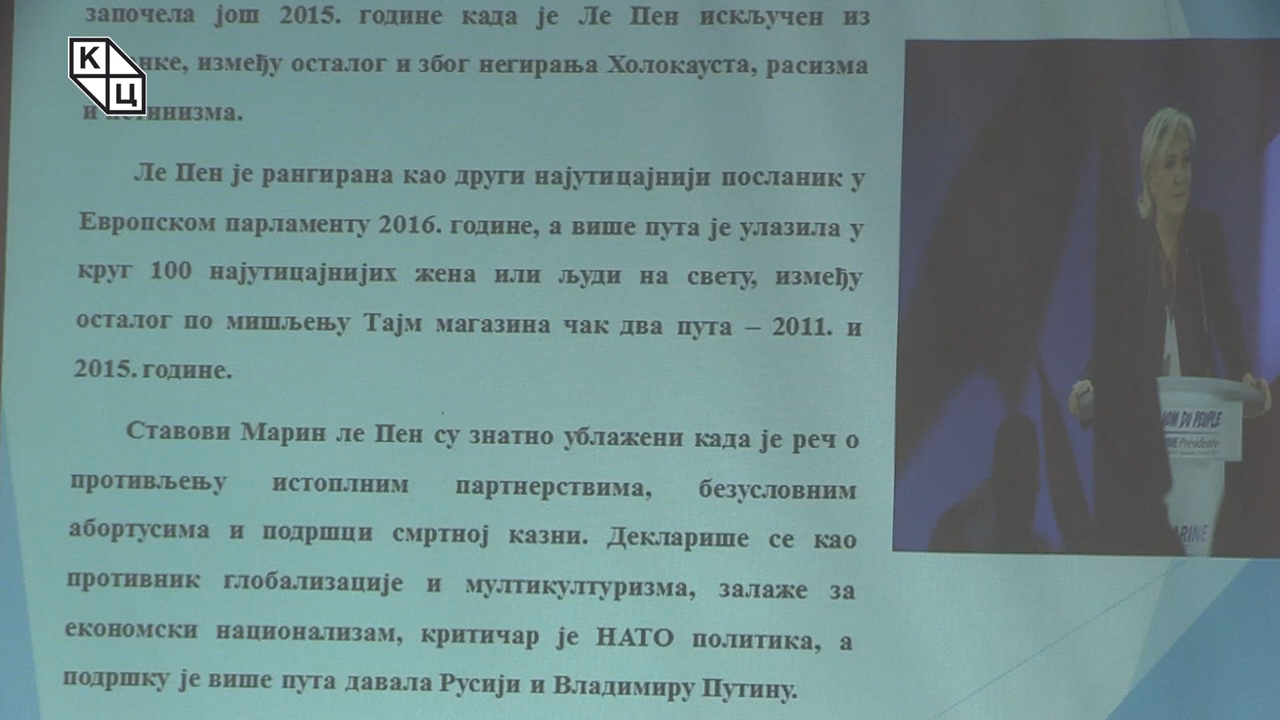 започела још 2015. године када је Ле Пен искључен из
између осталог и због негирања Холокауста, расизма
и
Ле Пен је рангирана као други најутицајнији посланик у
Европском парламенту 2016. године, а више пута је улазила у
круг 100 најутицајнијих жена или људи на свету, између
осталог по мишљењу Тајм магазина чак два пута – 2011. и
2015. године.
Ставови Марин ле Пен су знатно ублажени када је реч о
противљењу истоплним партнерствима, безусловним
абортусима и подршци смртној казни. Декларише се као
противник глобализације и мултикултуризма, залаже за
економски национализам, критичар је НАТО политика, а
подршку је више пута давала Русији и Владимиру Путину.
К
Ц
DU PEUPLE
Présidente